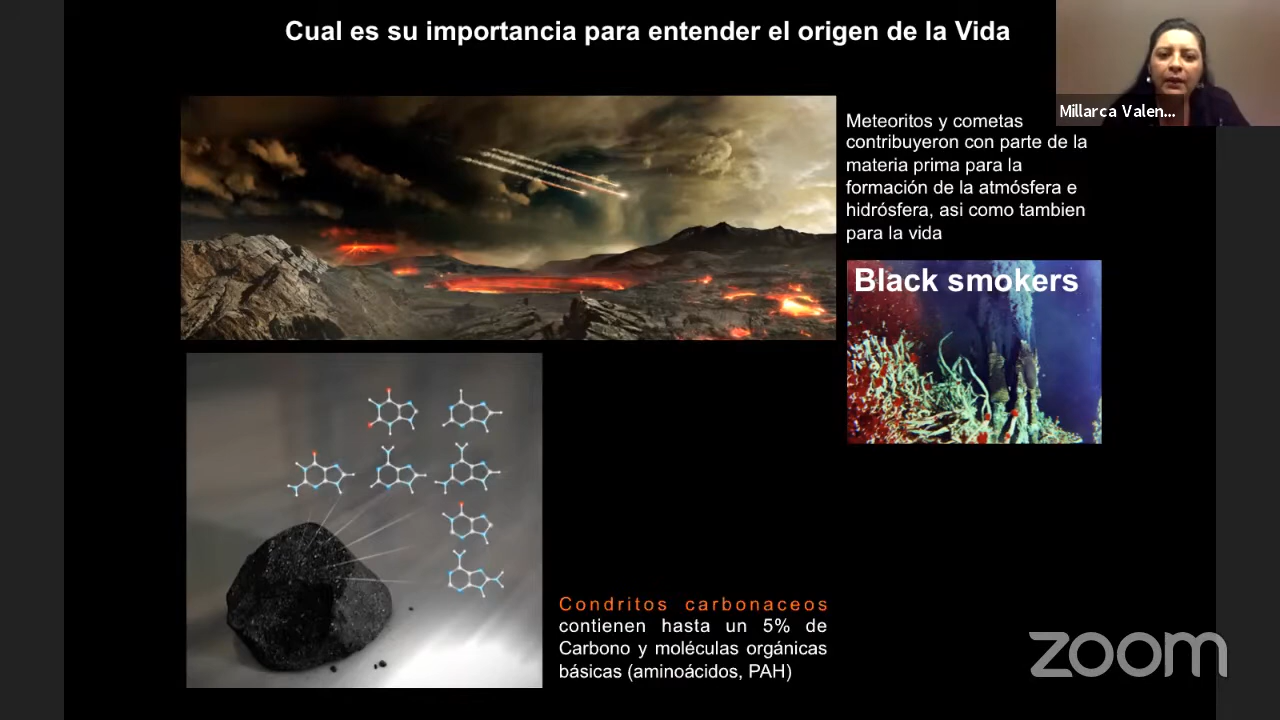 Cual es su importancia para entender el origen de la Vida
Millarca Valen...
Meteoritos y cometas
contribuyeron con parte de la
materia prima para la
formación de la atmósfera e
hidrósfera, asi como tambien
para la vida
Black smokers
Condritos carbonaceos
contienen hasta un 5% de
Carbono y moléculas orgánicas
básicas (aminoácidos, PAH)
zoom